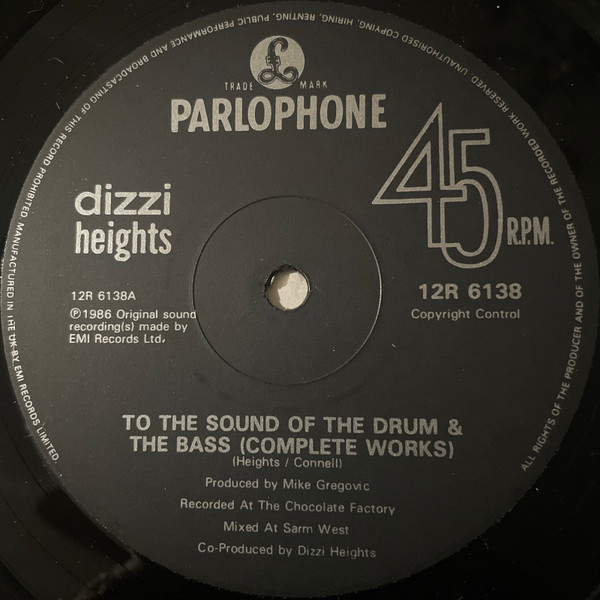 £
TRADE MARK
PARLOPHONE
45
R.P.M.
dizzi
heights
12R 6138A
℗1986 Original sound
recording(s) made by
EMI Records Ltd.
12R 6138
Copyright Control
TO THE SOUND OF THE DRUM &
THE BASS (COMPLETE WORKS)
(Heights / Connell)
Produced by Mike Gregovic
Recorded At The Chocolate Factory
Mixed At Sarm West
Co-Produced by Dizzi Heights
ALL RIGHTS OF THE PRODUCER AND OF THE OWNER OF THE RECORDED WORK RESERVED. UNAUTHORISED COPYING, HIRING, RENTING, PUBLIC PERFORMANCE AND BROADCASTING OF THIS RECORD PROHIBITED. MANUFACTURED IN THE UK BY EMI RECORDS LIMITED.